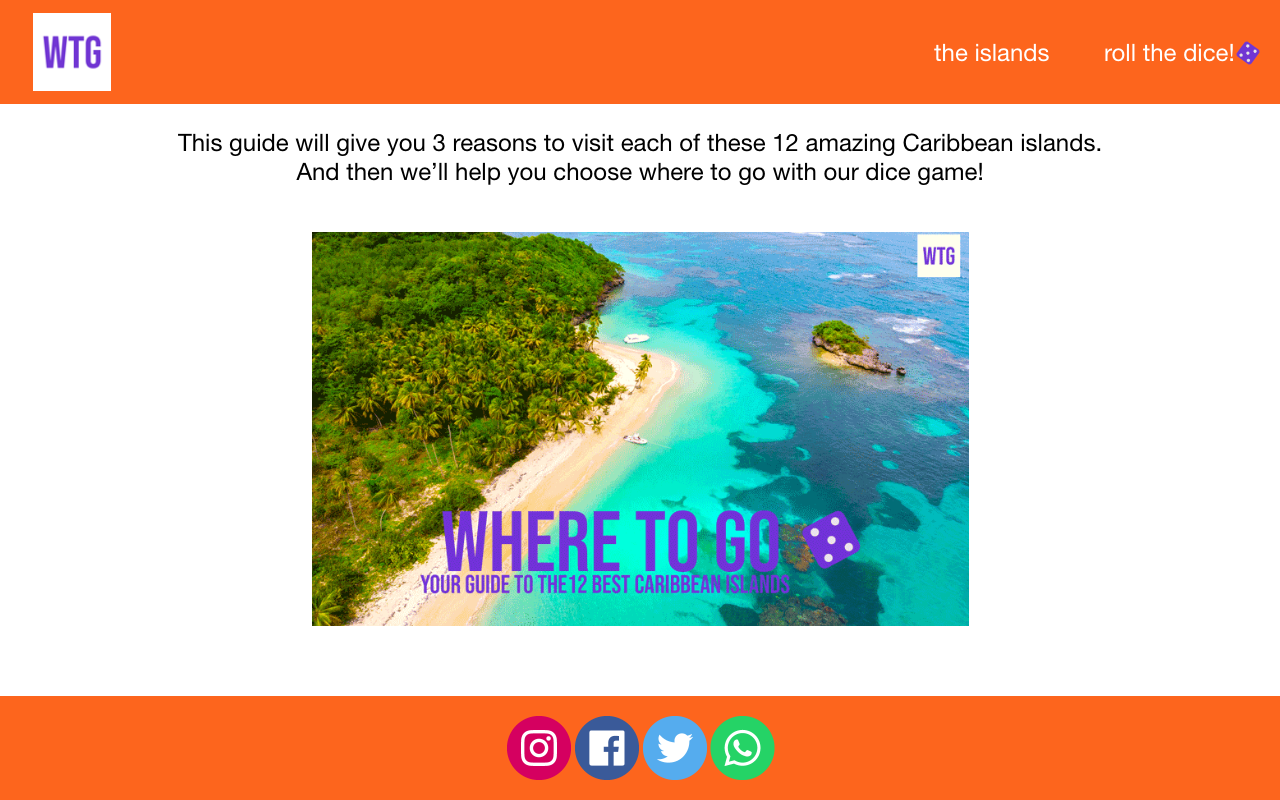 WTG
the islands
roll the dice!
This guide will give you 3 reasons to visit each of these 12 amazing Caribbean islands.
And then we’ll help you choose where to go with our dice game!
WTG
WHERE TO GO
YOUR GUIDE TO THE12 BEST CARIBBEAN ISLANDS